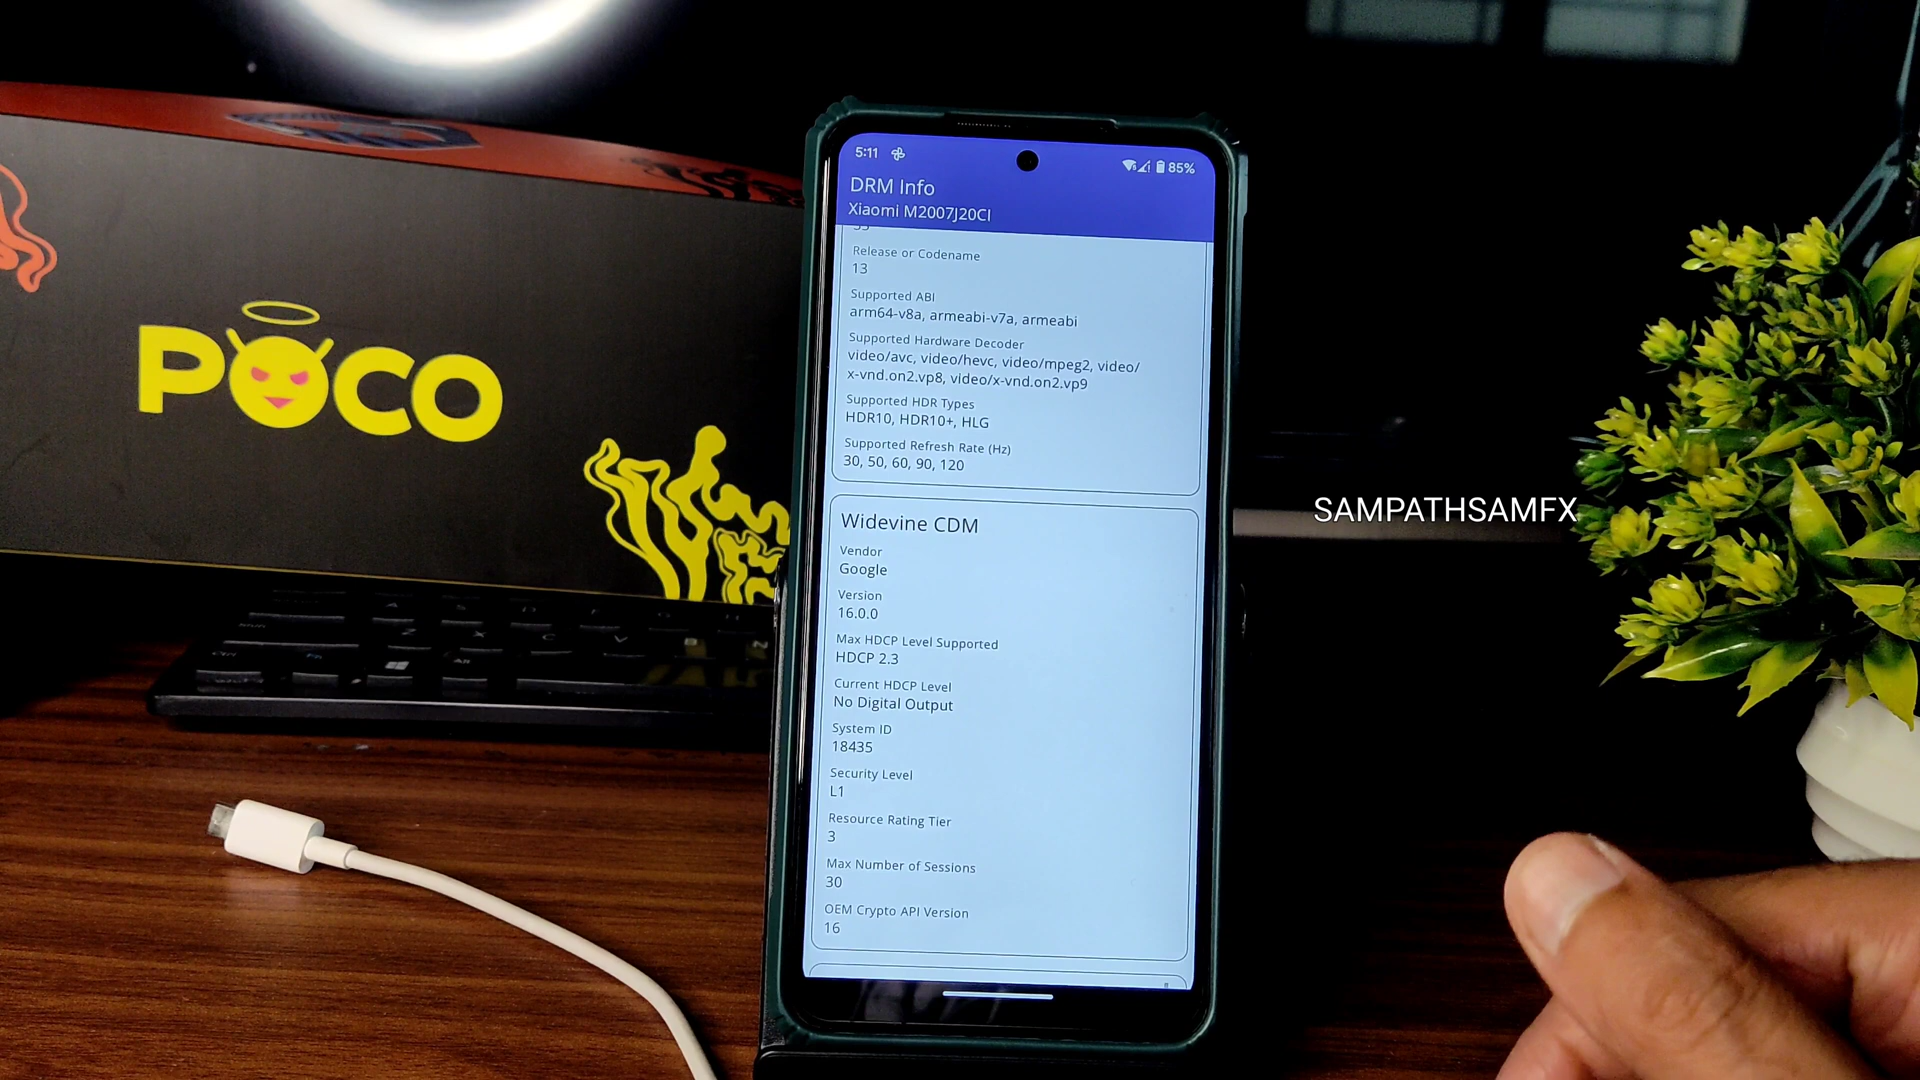 POCO
5:11
85%
DRM Info
Xiaomi M2007J20CI
Release or Codename
13
Supported ABI
arm64-v8a, armeabi-v7a, armeabi
Supported Hardware Decoder
video/avc, video/hevc, video/mpeg2, video/
x-vnd.on2.vp8, video/x-vnd.on2.vp9
Supported HDR Types
HDR10, HDR10+, HLG
Supported Refresh Rate (Hz)
30, 50, 60, 90, 120
Widevine CDM
Vendor
Google
Version
16.0.0
Max HDCP Level Supported
HDCP 2.3
Current HDCP Level
No Digital Output
System ID
18435
Security Level
L1
Resource Rating Tier
3
Max Number of Sessions
30
OEM Crypto API Version
16
SAMPATHSAMFX